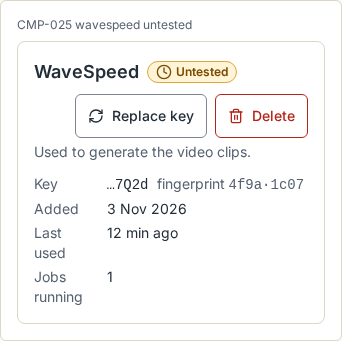 CMP-025 wavespeed untested
WaveSpeed Untested
Replace key Delete
Used to generate the video clips.
Key …7Q2d fingerprint 4f9a·1c07
Added 3 Nov 2026
Last used 12 min ago
Jobs running 1